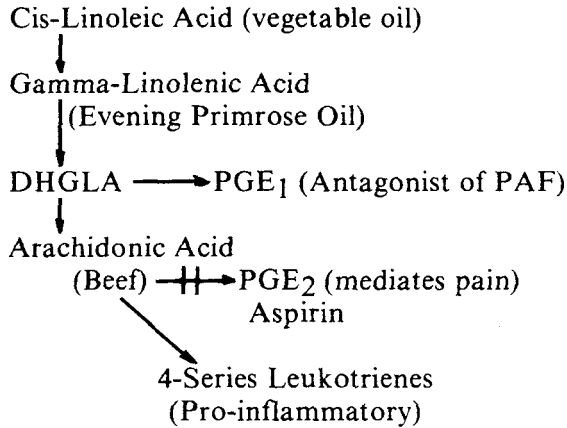 Cis-Linoleic Acid (vegetable oil)
Gamma-Linolenic Acid
(Evening Primrose Oil)
DHGLA PGE1 (Antagonist of PAF)
Arachidonic Acid
(Beef) PGE2 (mediates pain)
Aspirin
4-Series Leukotrienes
(Pro-inflammatory)